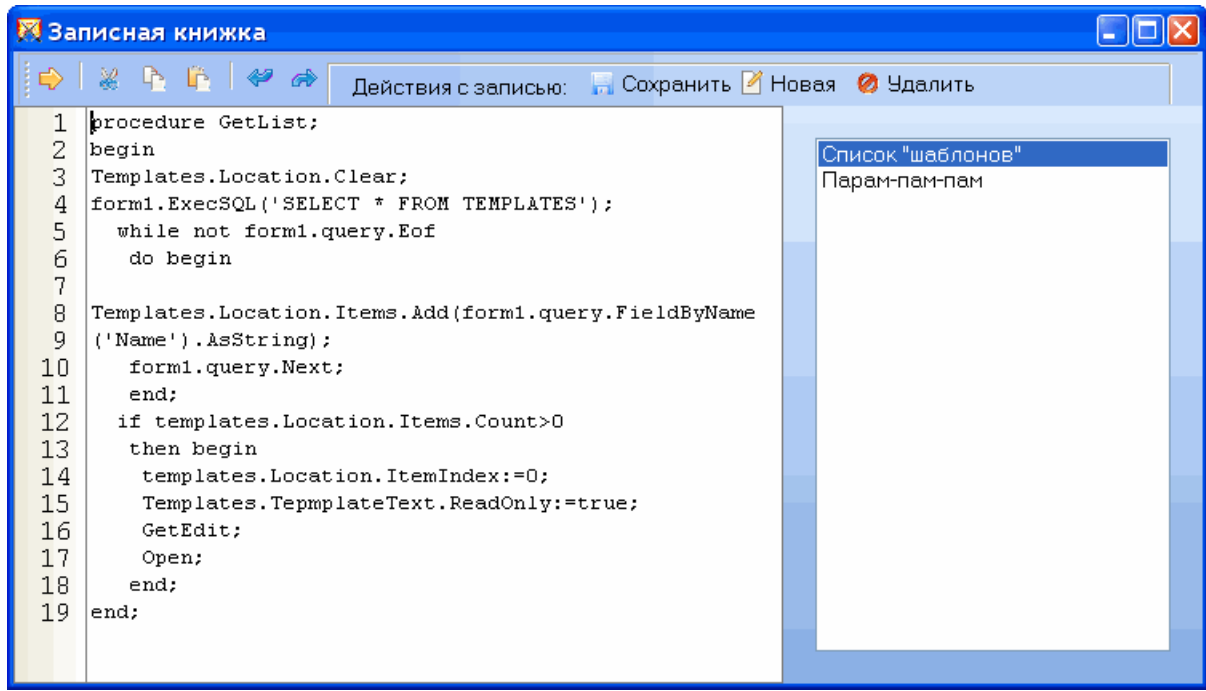 Записная книжка
Действия с записью: Сохранить Новая Удалить
1 procedure GetList;
2 begin
3 Templates.Location.Clear;
4 form1.ExecSQL('SELECT * FROM TEMPLATES');
5 while not form1.query.Eof
6 do begin
7
8 Templates.Location.Items.Add(form1.query.FieldByName
9 ('Name').AsString);
10 form1.query.Next;
11 end;
12 if templates.Location.Items.Count>0
13 then begin
14 templates.Location.ItemIndex:=0;
15 Templates.TepmplateText.ReadOnly:=true;
16 GetEdit;
17 Open;
18 end;
19 end;
Список "шаблонов"
Парам-пам-пам